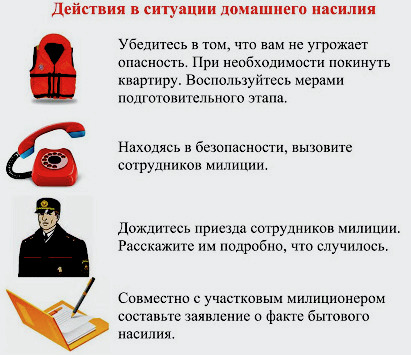 Действия в ситуации домашнего насилия
Убедитесь в том, что вам не угрожает
опасность. При необходимости покинуть
квартиру. Воспользуйтесь мерами
подготовительного этапа.
Находясь в безопасности, вызовите
сотрудников милиции.
Дождитесь приезда сотрудников милиции.
Расскажите им подробно, что случилось.
Совместно с участковым милиционером
составьте заявление о факте бытового
насилия.